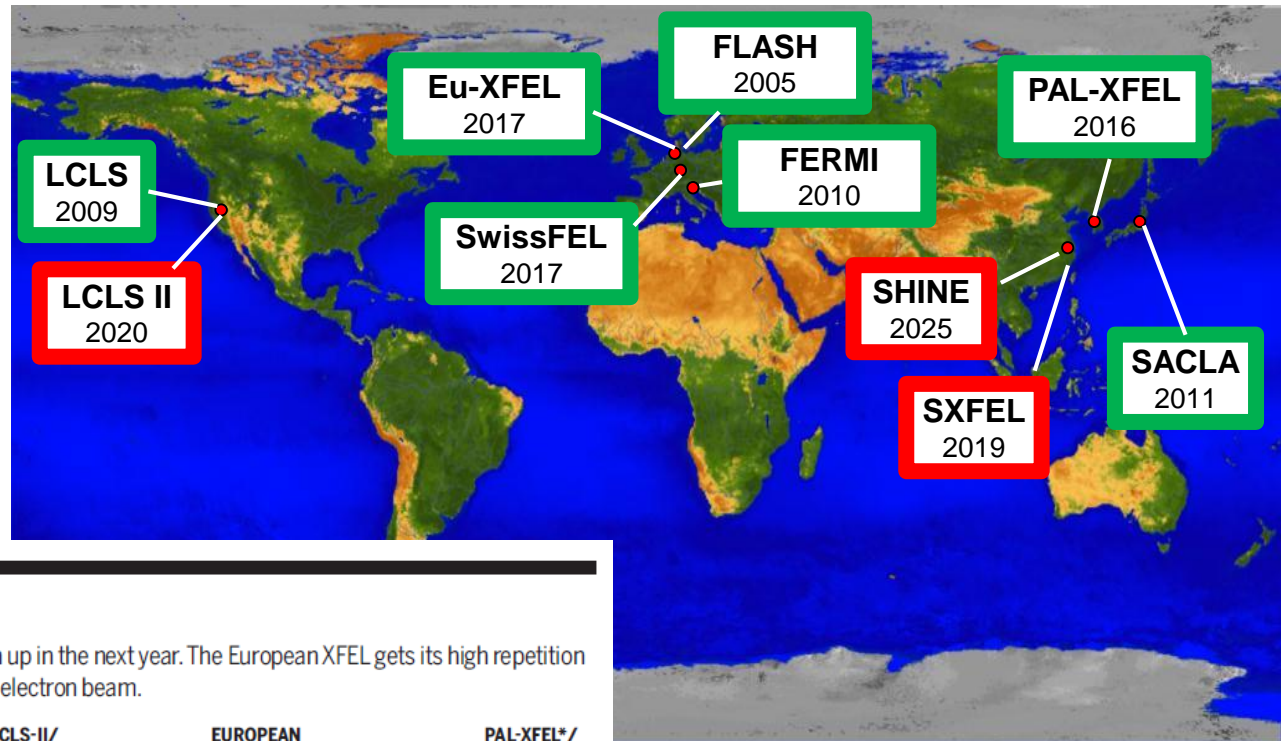 FLASH
2005
Eu-XFEL
2017
PAL-XFEL
2016
LCLS
2009
FERMI
2010
SwissFEL
2017
LCLS II
2020
SHINE
2025
SACLA
2011
SXFEL
2019
up in the next year. The European XFEL gets its high repetition
electron beam.
CLS-II/ EUROPEAN PAL-XFEL*/